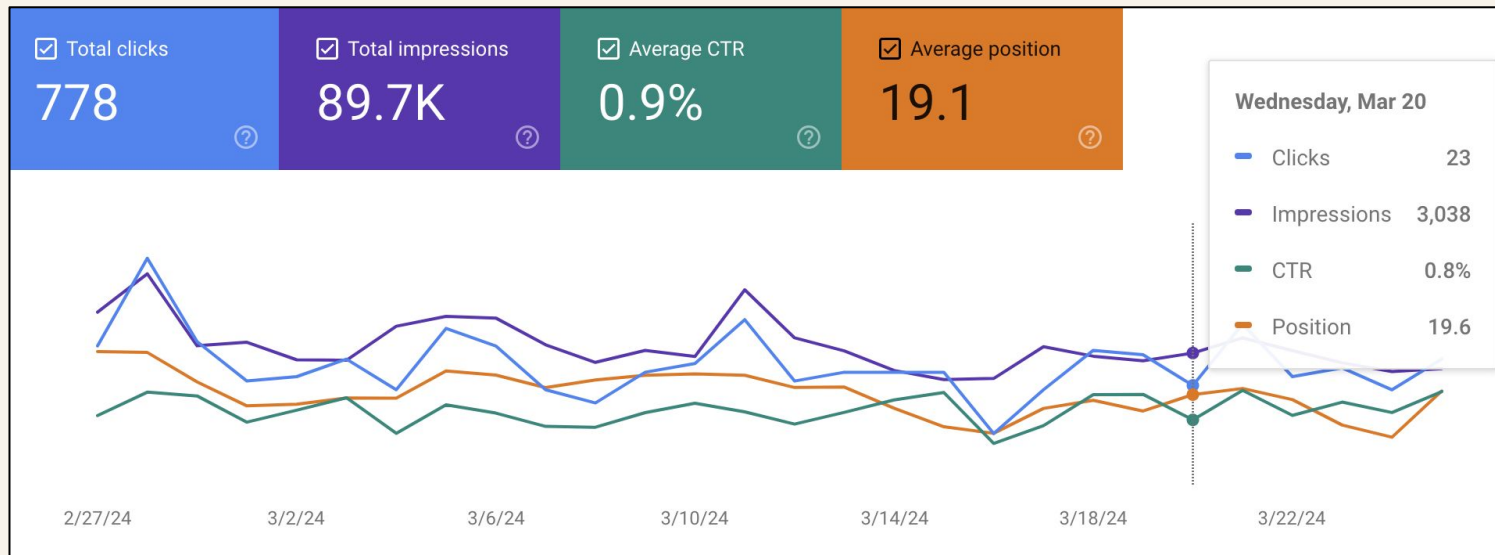 Total clicks
778
Total impressions
89.7K
Average CTR
0.9%
Average position
19.1
Wednesday, Mar 20
Clicks 23
Impressions 3,038
CTR 0.8%
Position 19.6
2/27/24 3/2/24 3/6/24 3/10/24 3/14/24 3/18/24 3/22/24